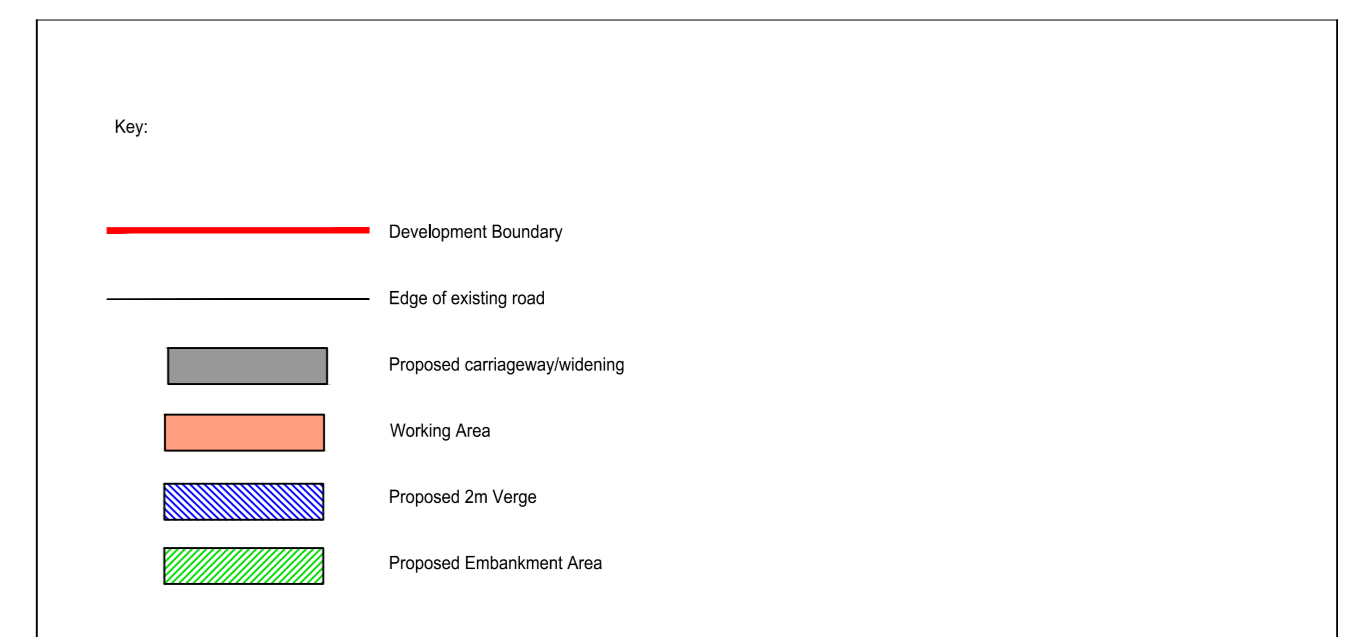 Key:
Development Boundary
Edge of existing road
Proposed carriageway/widening
Working Area
Proposed 2m Verge
Proposed Embankment Area